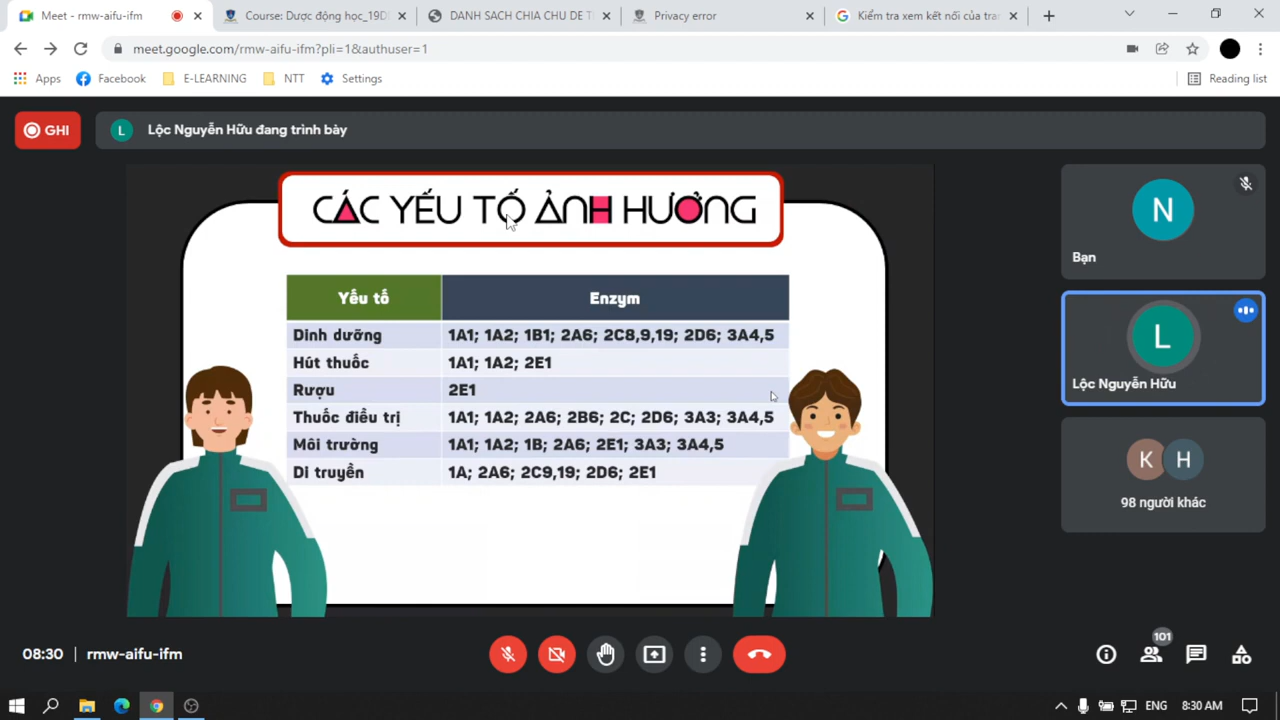 Meet - rmw-aifu-ifm
Course: Dược động học_19D
DANH SACH CHIA CHU DE T
Privacy error
Kiểm tra xem kết nối của tra
meet.google.com/rmw-aifu-ifm?pli=1&authuser=1
Apps
Facebook
E-LEARNING
NTT
Settings
Reading list
GHI
L
Lộc Nguyễn Hữu đang trình bày
CÁC YẾU TỐ ẢNH HƯỞNG
Yếu tố Enzym
Dinh dưỡng 1A1; 1A2; 1B1; 2A6; 2C8,9,19; 2D6; 3A4,5
Hút thuốc 1A1; 1A2; 2E1
Rượu 2E1
Thuốc điều trị 1A1; 1A2; 2A6; 2B6; 2C; 2D6; 3A3; 3A4,5
Môi trường 1A1; 1A2; 1B; 2A6; 2E1; 3A3; 3A4,5
Di truyền 1A; 2A6; 2C9,19; 2D6; 2E1
N
Bạn
L
Lộc Nguyễn Hữu
K H
98 người khác
08:30 | rmw-aifu-ifm
101
ENG 8:30 AM